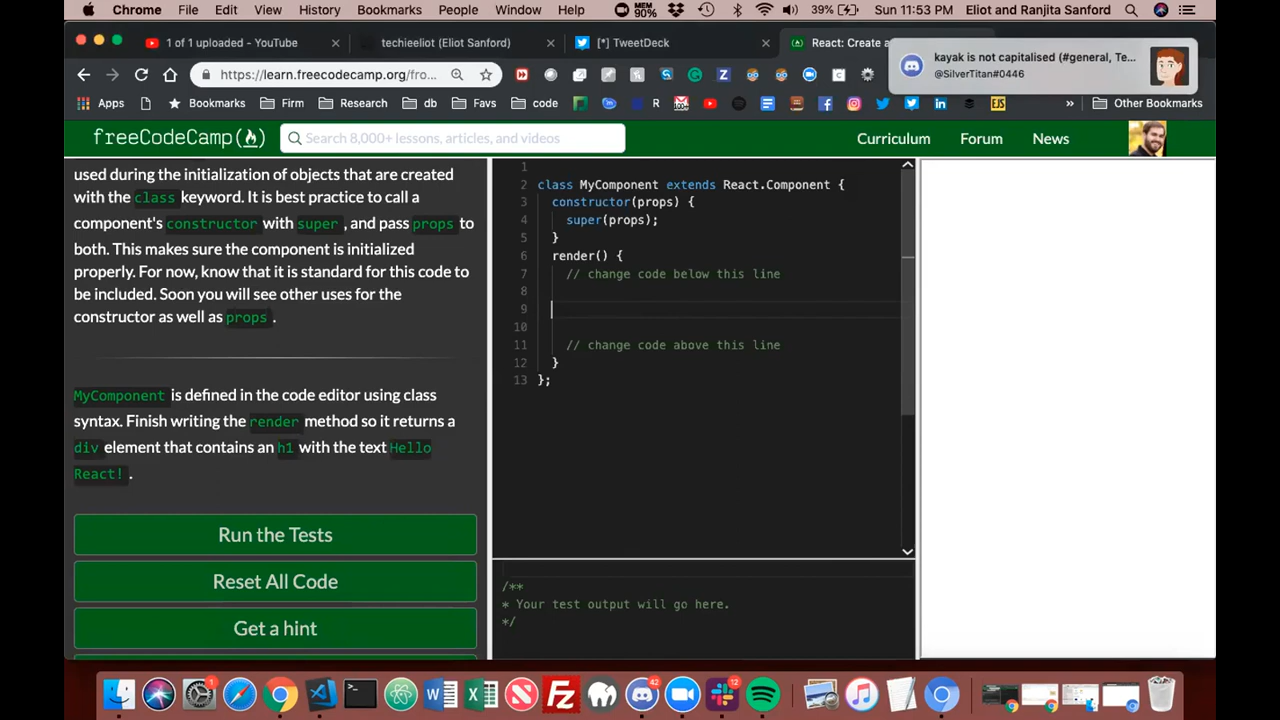 Chrome File Edit View History Bookmarks People Window Help MEM 90% 39% Sun 11:53 PM Eliot and Ranjita Sanford
1 of 1 uploaded - YouTube × techieeliot (Eliot Sanford) × [*] TweetDeck × React: Create a
kayak is not capitalised (#general, Te...
@SilverTitan#0446
https://learn.freecodecamp.org/fro...
Apps Bookmarks Firm Research db Favs code R 100+ » Other Bookmarks
freeCodeCamp Search 8,000+ lessons, articles, and videos Curriculum Forum News
used during the initialization of objects that are created
with the class keyword. It is best practice to call a
component's constructor with super , and pass props to
both. This makes sure the component is initialized
properly. For now, know that it is standard for this code to
be included. Soon you will see other uses for the
constructor as well as props .
MyComponent is defined in the code editor using class
syntax. Finish writing the render method so it returns a
div element that contains an h1 with the text Hello
React! .
Run the Tests
Reset All Code
Get a hint
1
2 class MyComponent extends React.Component {
3 constructor(props) {
4 super(props);
5 }
6 render() {
7 // change code below this line
8
9
10
11 // change code above this line
12 }
13 };
/**
* Your test output will go here.
*/
1 42 12